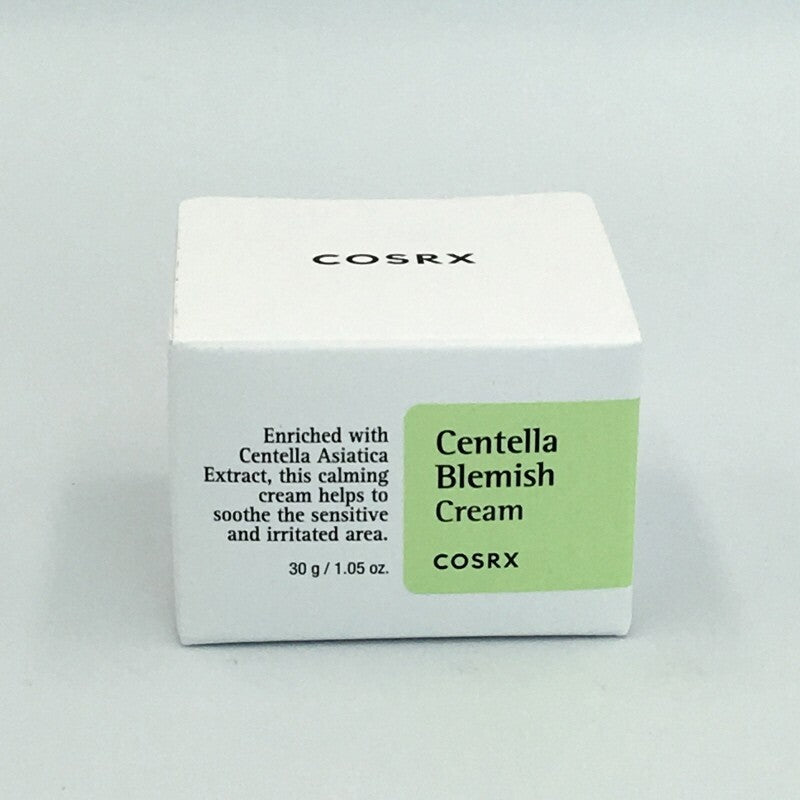 COSRX
Enriched with
Centella Asiatica
Extract, this calming
cream helps to
soothe the sensitive
and irritated area.
30 g / 1.05 oz.
Centella
Blemish
Cream
COSRX